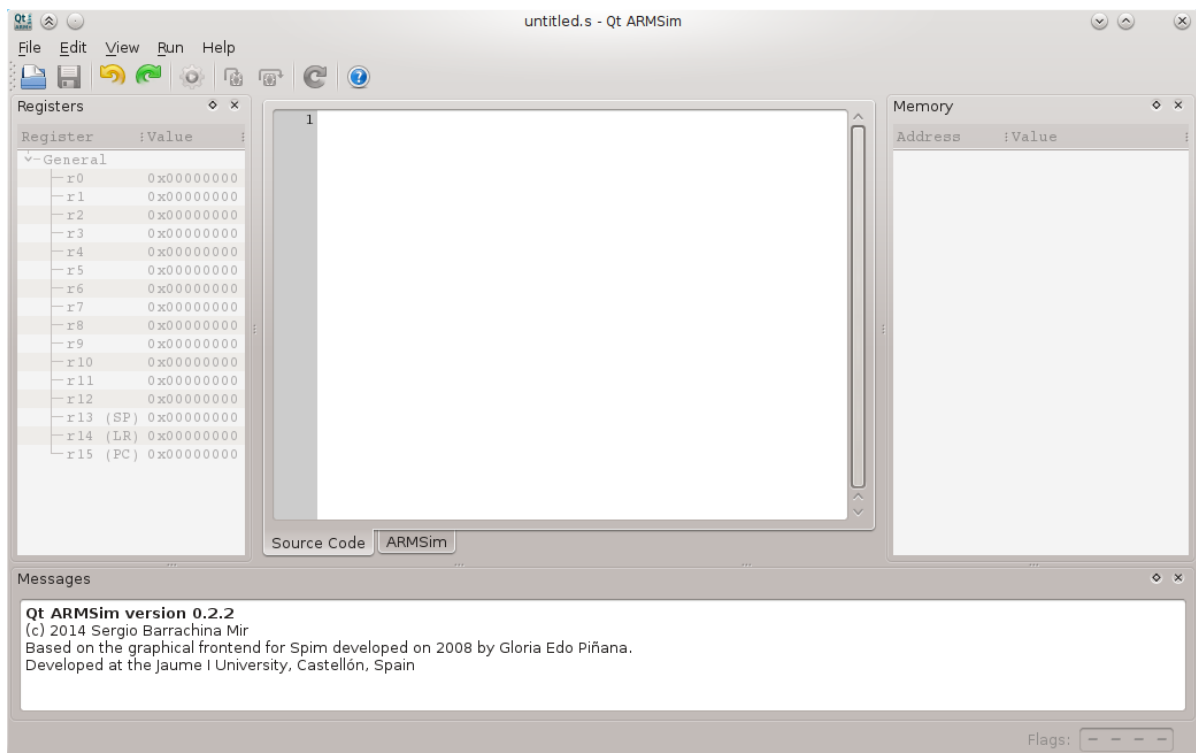 untitled.s - Qt ARMSim
File Edit View Run Help
Registers
Register Value
General
r0 0x00000000
r1 0x00000000
r2 0x00000000
r3 0x00000000
r4 0x00000000
r5 0x00000000
r6 0x00000000
r7 0x00000000
r8 0x00000000
r9 0x00000000
r10 0x00000000
r11 0x00000000
r12 0x00000000
r13 (SP) 0x00000000
r14 (LR) 0x00000000
r15 (PC) 0x00000000
1
Source Code ARMSim
Memory
Address Value
Messages
Qt ARMSim version 0.2.2
(c) 2014 Sergio Barrachina Mir
Based on the graphical frontend for Spim developed on 2008 by Gloria Edo Piñana.
Developed at the Jaume I University, Castellón, Spain
Flags: - - - -